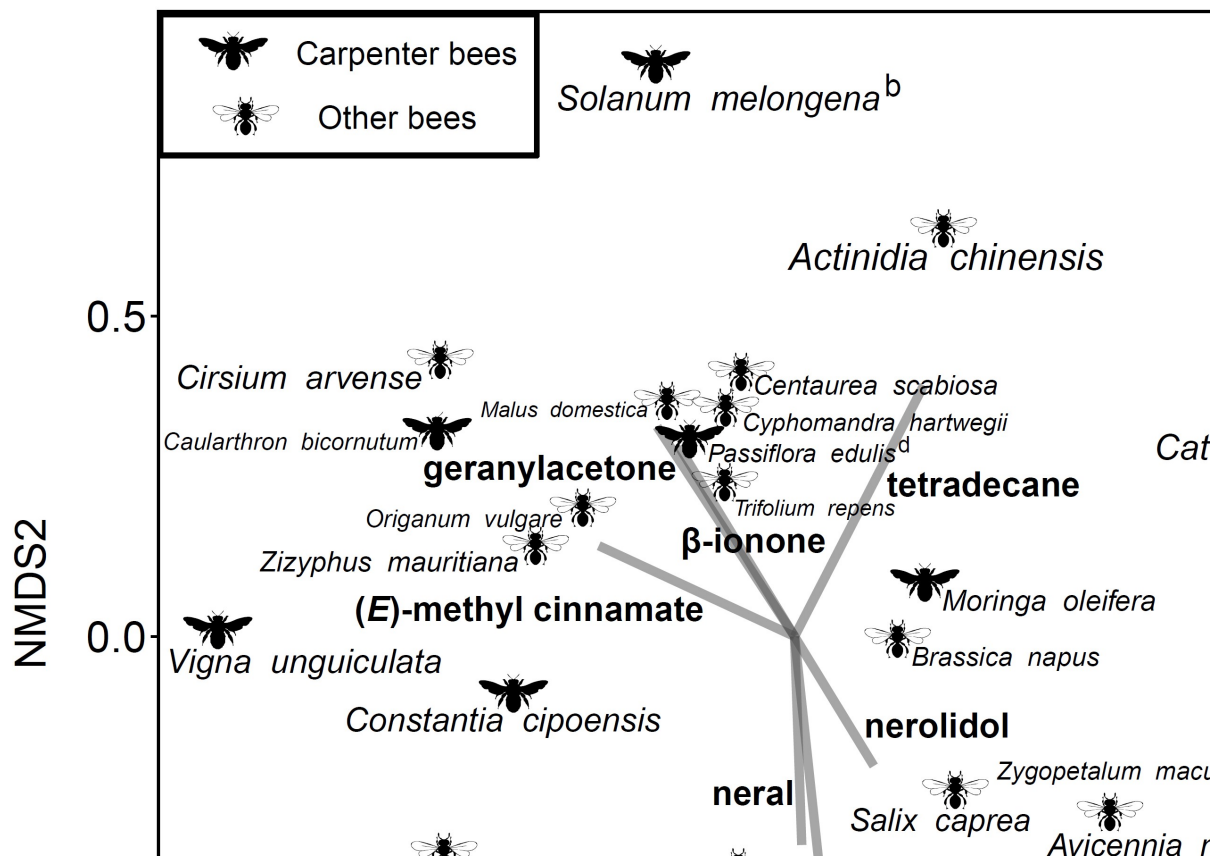 Carpenter bees
Other bees
Solanum melongena b
Actinidia chinensis
0.5
Cirsium arvense
Centaurea scabiosa
Malus domestica
Cyphomandra hartwegii
Caularthron bicornutum
Passiflora edulis d
Cat
geranylacetone
tetradecane
Trifolium repens
Origanum vulgare
β-ionone
Zizyphus mauritiana
(E)-methyl cinnamate
Moringa oleifera
NMDS2
0.0
Brassica napus
Vigna unguiculata
Constantia cipoensis
nerolidol
Zygopetalum macu
neral
Salix caprea
Avicennia